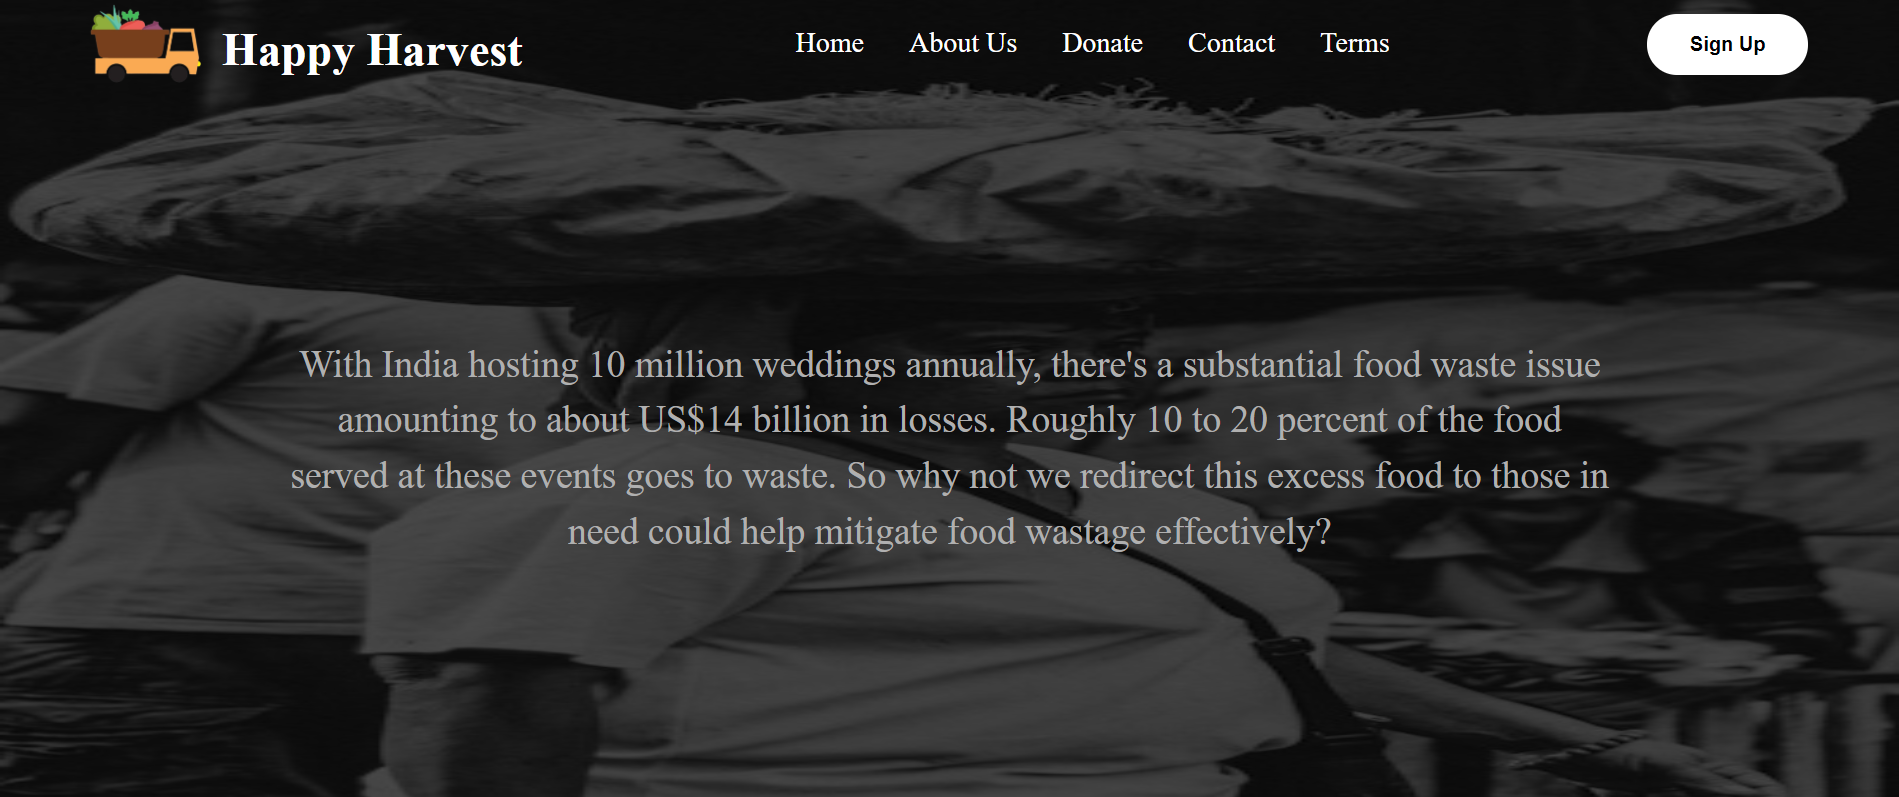 Happy Harvest
Home About Us Donate Contact Terms
Sign Up
With India hosting 10 million weddings annually, there's a substantial food waste issue
amounting to about US$14 billion in losses. Roughly 10 to 20 percent of the food
served at these events goes to waste. So why not we redirect this excess food to those in
need could help mitigate food wastage effectively?